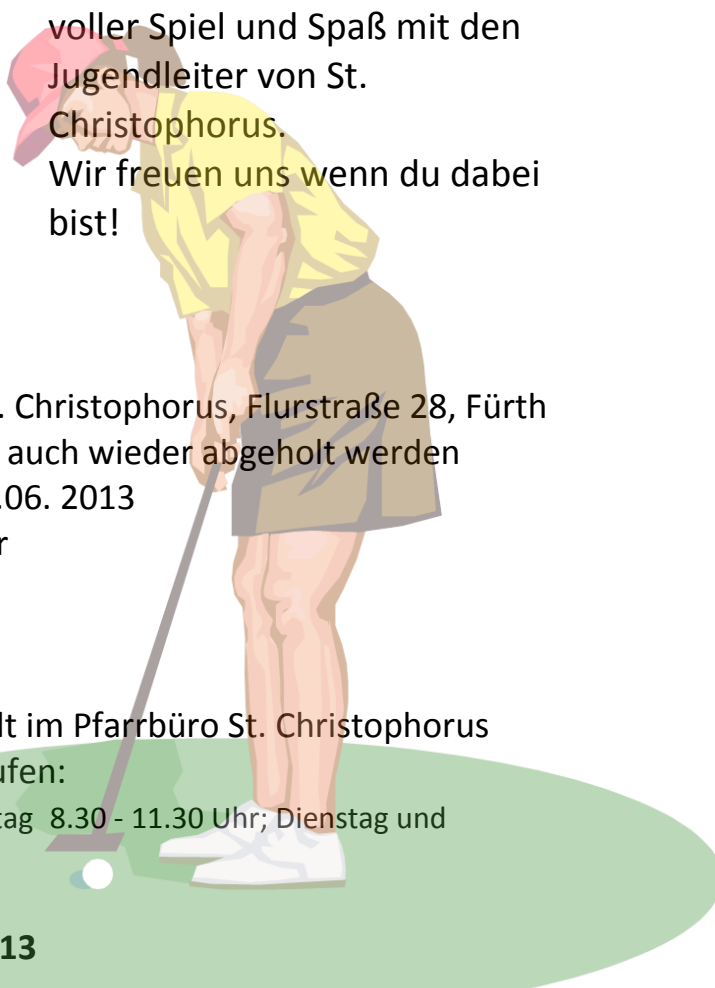 voller Spiel und Spaß mit den
Jugendleiter von St.
Christophorus.
Wir freuen uns wenn du dabei
bist!
. Christophorus, Flurstraße 28, Fürth
auch wieder abgeholt werden
.06. 2013
r
lt im Pfarrbüro St. Christophorus
ufen:
tag 8.30 - 11.30 Uhr; Dienstag und
13